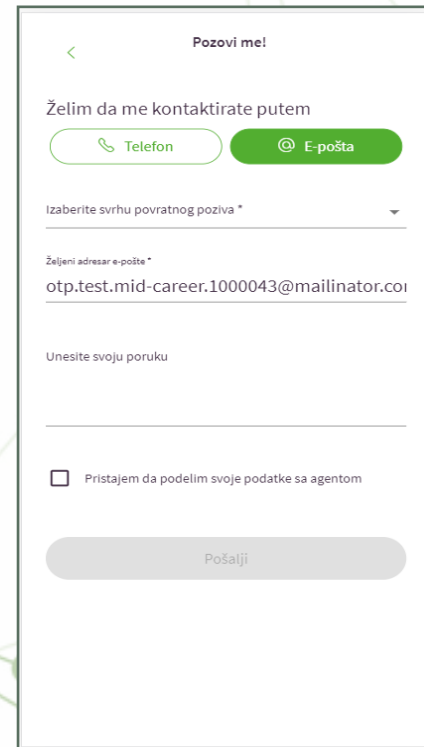 Pozovi me!
Želim da me kontaktirate putem
Telefon
@ E-pošta
Izaberite svrhu povratnog poziva *
Željeni adresar e-pošte *
otp.test.mid-career.1000043@mailinator.co
Unesite svoju poruku
Pristajem da podelim svoje podatke sa agentom
Pošalji